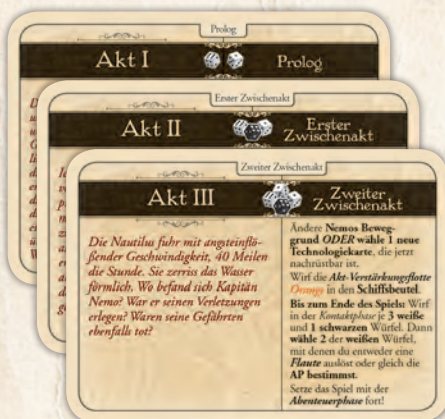 Prolog
Akt I
Prolog
Erster Zwischenakt
Akt II
Erster
Zwischenakt
Zweiter Zwischenakt
Akt III
Zweiter
Zwischenakt
Die Nautilus fuhr mit angsteinflö-
ßender Geschwindigkeit, 40 Meilen
die Stunde. Sie zerriss das Wasser
förmlich. Wo befand sich Kapitän
Nemo? War er seinen Verletzungen
erlegen? Waren seine Gefährten
ebenfalls tot?
Ändere Nemos Beweg-
grund ODER wähle 1 neue
Technologiekarte, die jetzt
nachrüstbar ist.
Wirf die Akt-Verstärkungsflotte
Orange in den Schiffsbeutel.
Bis zum Ende des Spiels: Wirf
in der Kontaktphase je 3 weiße
und 1 schwarzen Würfel. Dann
wähle 2 der weißen Würfel,
mit denen du entweder eine
Flaute auslöst oder gleich die
AP bestimmst.
Setze das Spiel mit der
Abenteuerphase fort!